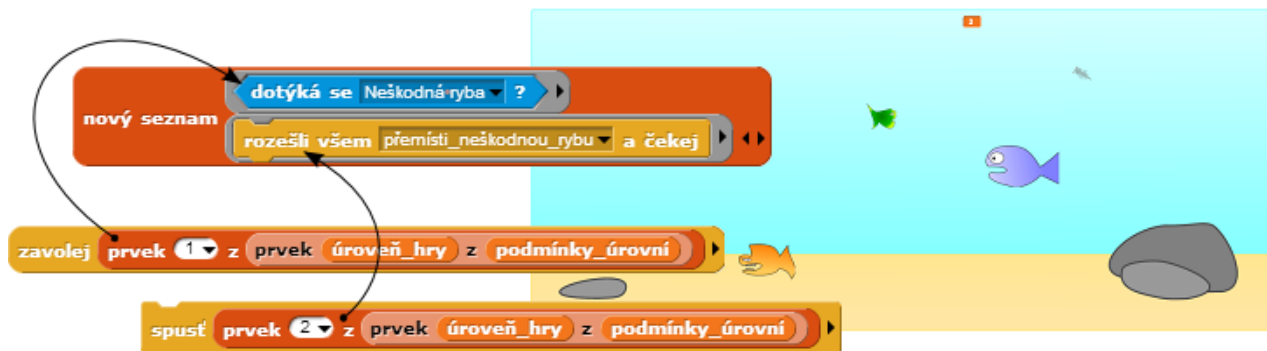 3
dotýká se Neškodná ryba ?
nový seznam
rozešli všem přemísti_neškodnou_rybu a čekej
zavolej prvek 1 z prvek úroveň_hry z podmínky_úrovní
spusť prvek 2 z prvek úroveň_hry z podmínky_úrovní